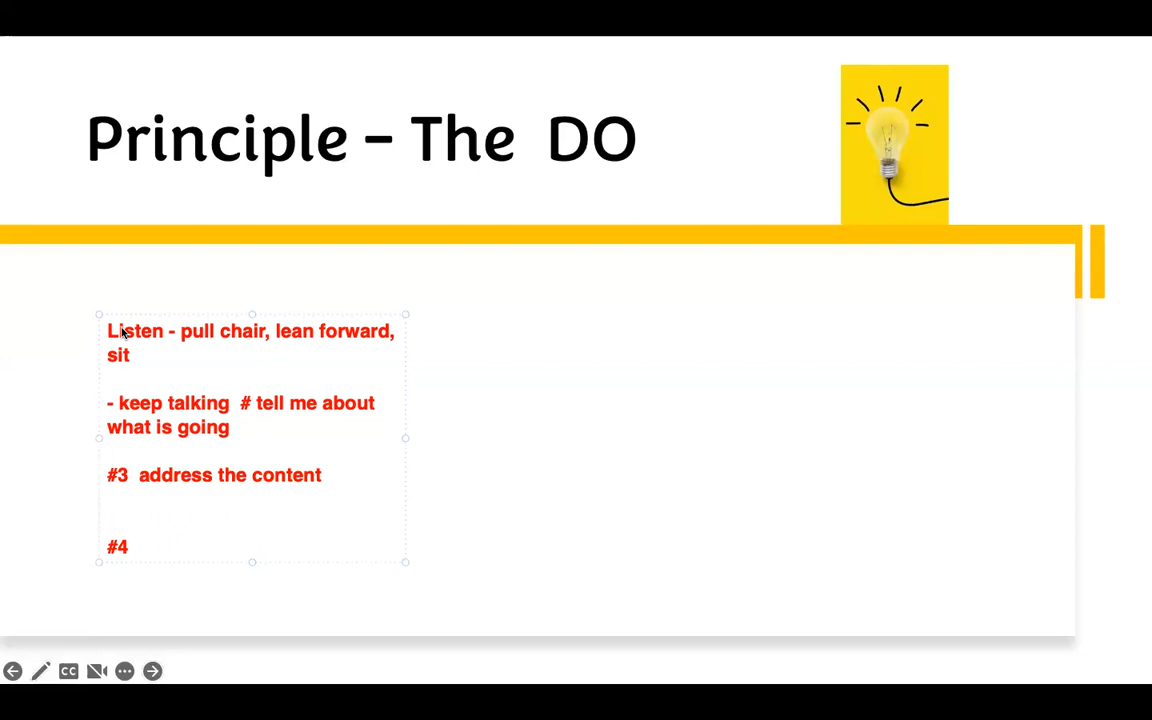 Principle – The DO
Listen - pull chair, lean forward,
sit
- keep talking # tell me about
what is going
#3 address the content
#4
CC